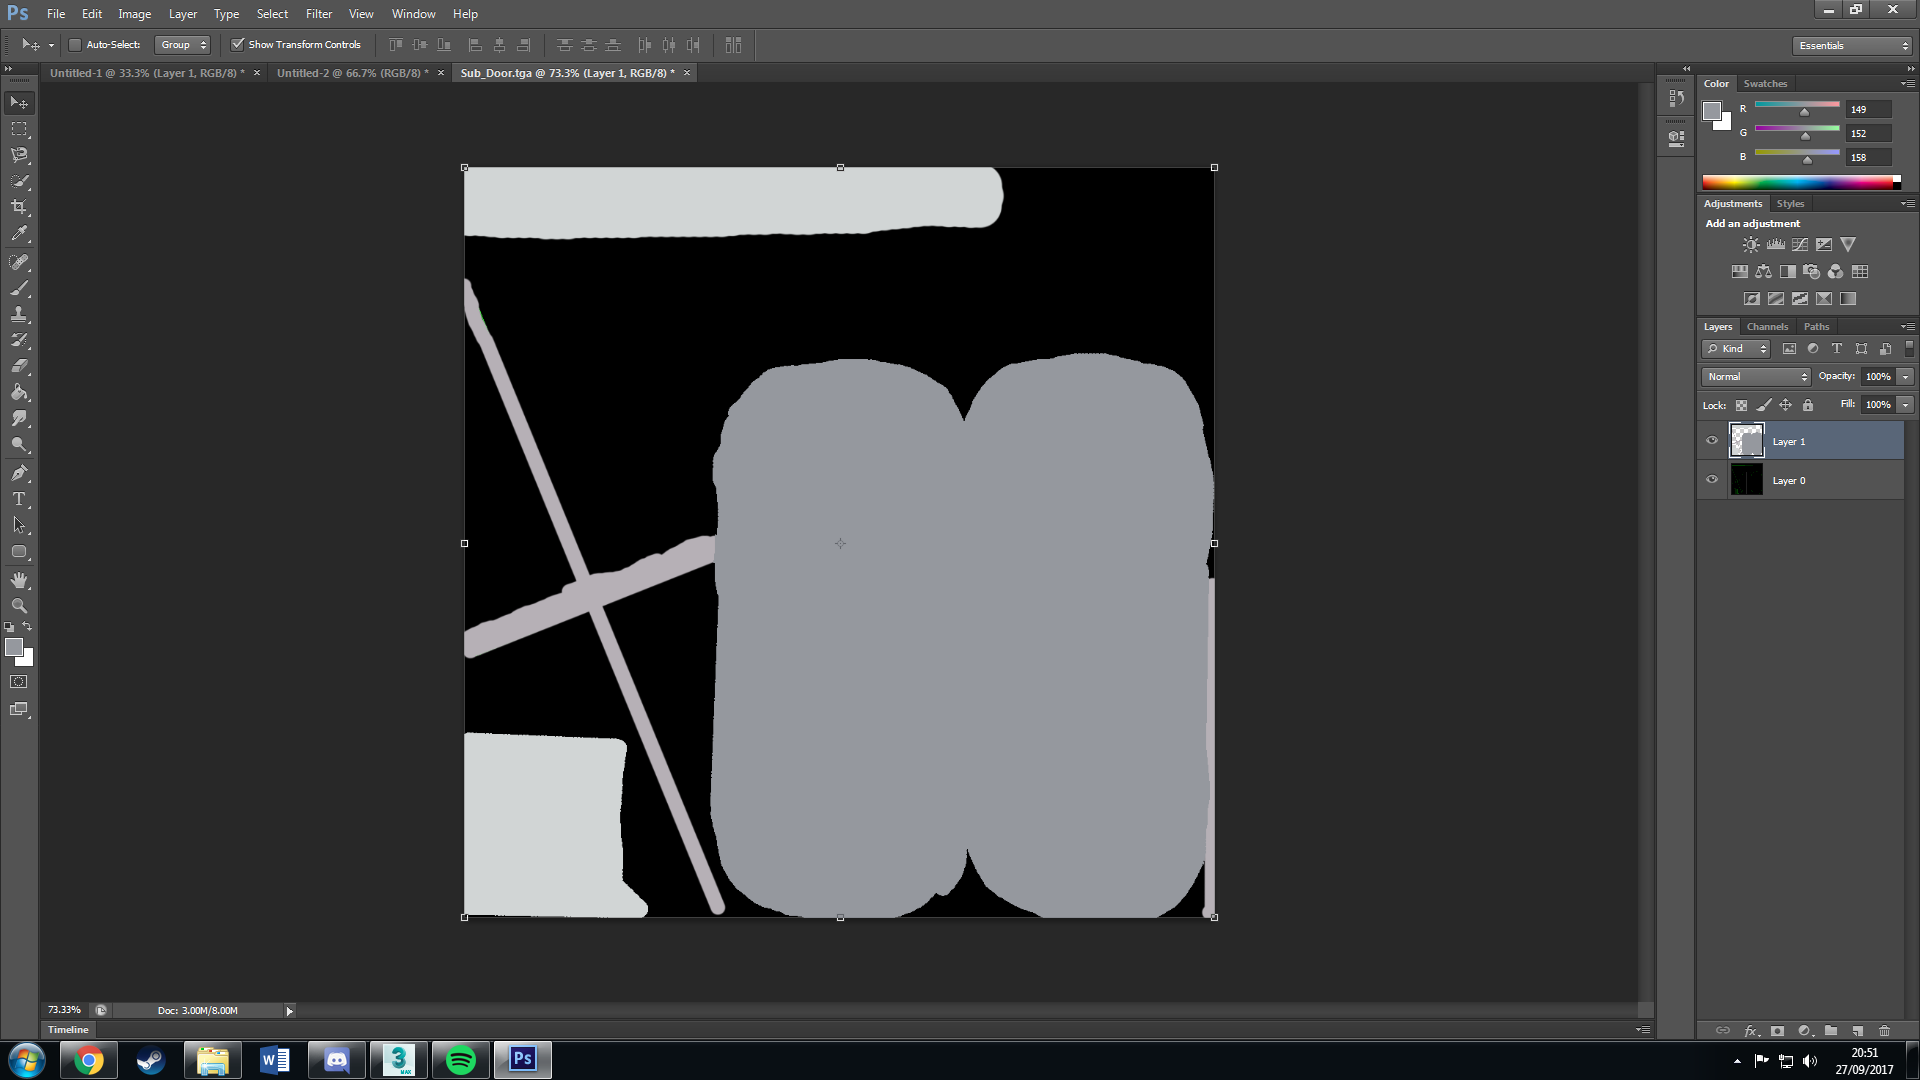 Ps File Edit Image Layer Type Select Filter View Window Help
Auto-Select: Group Show Transform Controls Essentials
Untitled-1 @ 33.3% (Layer 1, RGB/8) * × Untitled-2 @ 66.7% (RGB/8) * × Sub_Door.tga @ 73.3% (Layer 1, RGB/8) * ×
Color Swatches
R 149
G 152
B 158
Adjustments Styles
Add an adjustment
Layers Channels Paths
Kind
Normal Opacity: 100%
Lock: Fill: 100%
Layer 1
Layer 0
73.33% Doc: 3.00M/8.00M
Timeline
W 3 MAX Ps
20:51
27/09/2017